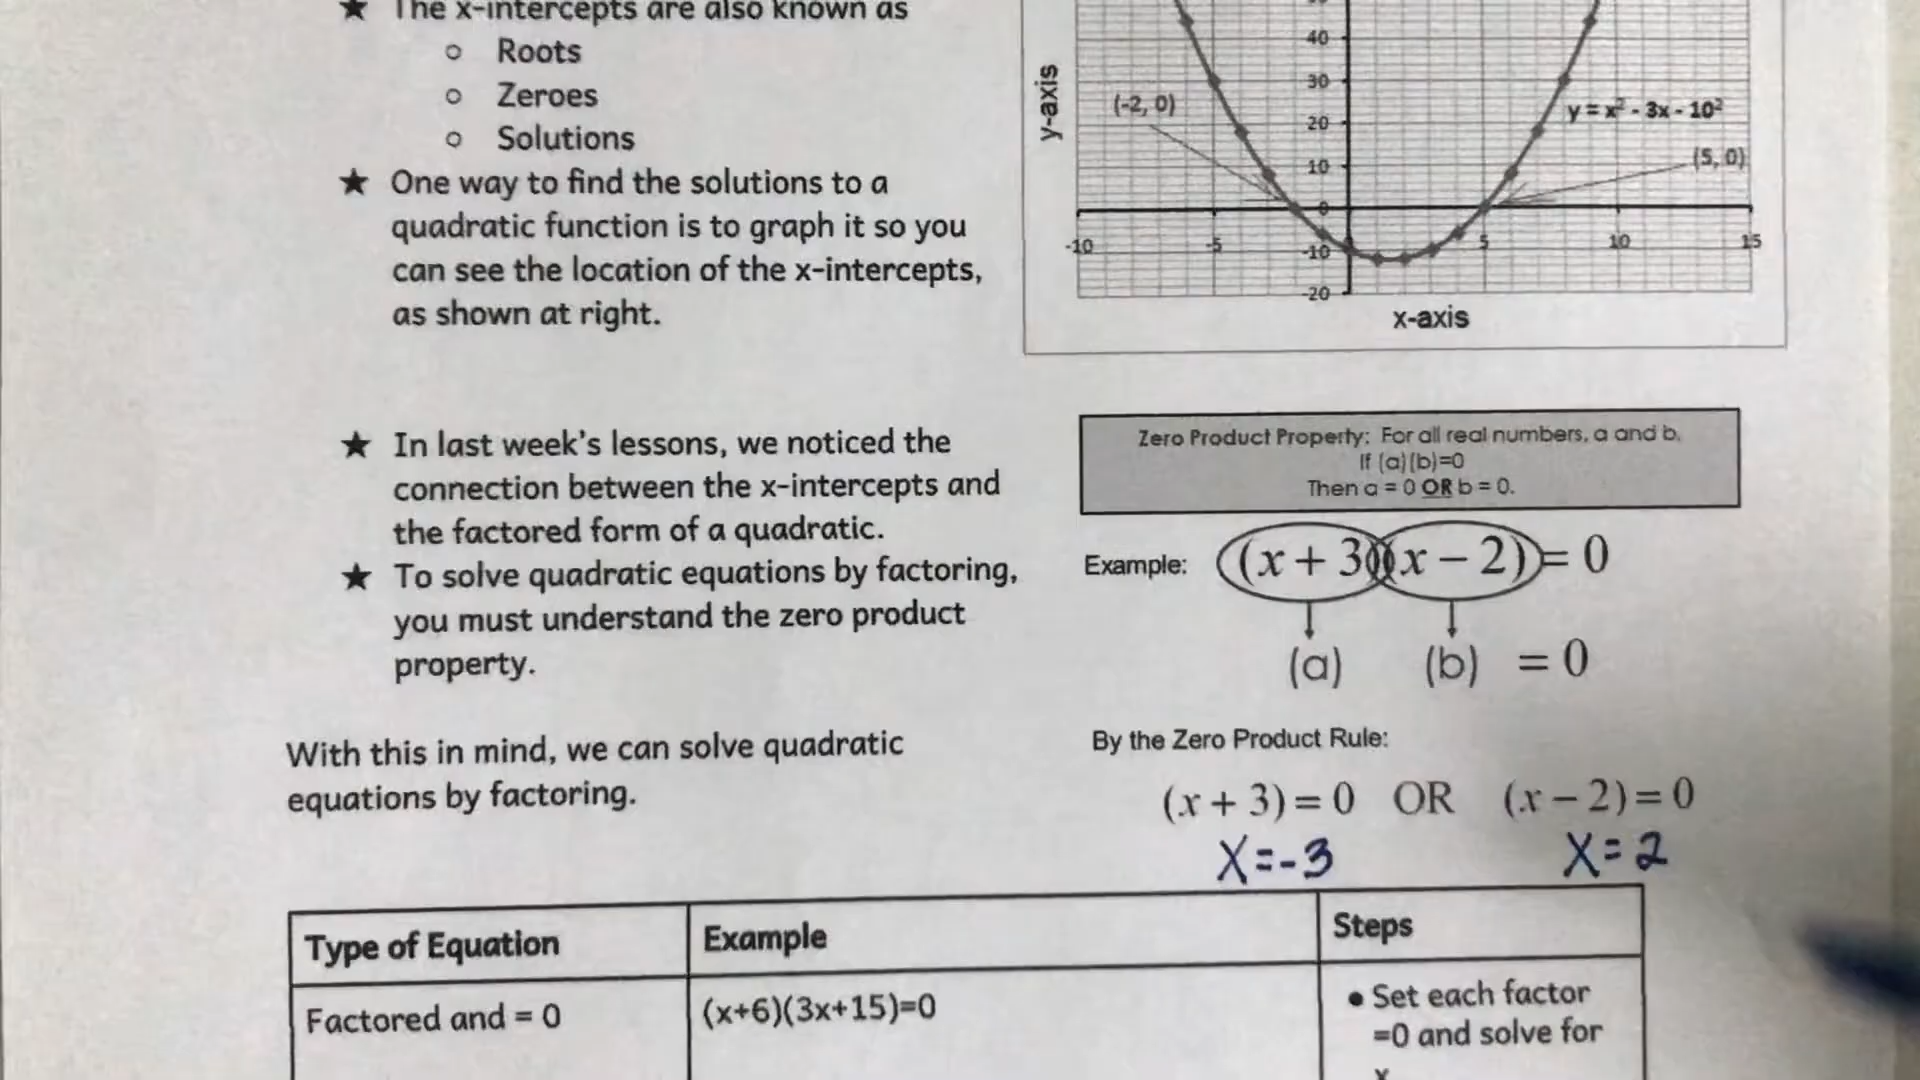 ★ The x-intercepts are also known as
o Roots
o Zeroes
o Solutions
★ One way to find the solutions to a
quadratic function is to graph it so you
can see the location of the x-intercepts,
as shown at right.
y-axis
40
30
20
10
0
-10
-20
-10 -5 5 10 15
x-axis
(-2, 0)
y = x² - 3x - 10²
(5, 0)
★ In last week's lessons, we noticed the
connection between the x-intercepts and
the factored form of a quadratic.
★ To solve quadratic equations by factoring,
you must understand the zero product
property.
With this in mind, we can solve quadratic
equations by factoring.
Zero Product Property: For all real numbers, a and b,
If (a)(b)=0
Then a = 0 OR b = 0.
Example: (x + 3)(x − 2) = 0
(a) (b) = 0
By the Zero Product Rule:
(x + 3) = 0 OR (x − 2) = 0
X=-3 X=2
Type of Equation Example Steps
Factored and = 0 (x+6)(3x+15)=0 • Set each factor
=0 and solve for
x